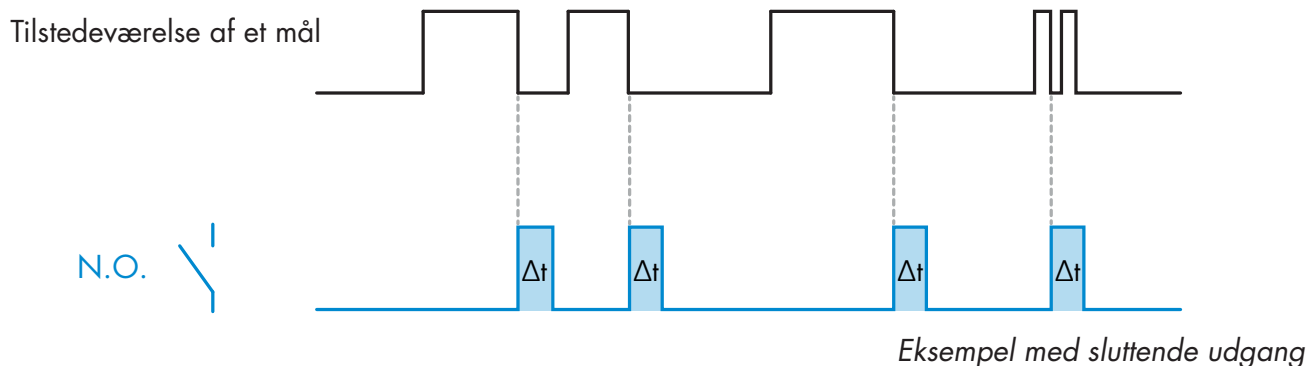 Tilstedeværelse af et mål
N.O.
Δt
Δt
Δt
Δt
Eksempel med sluttende udgang